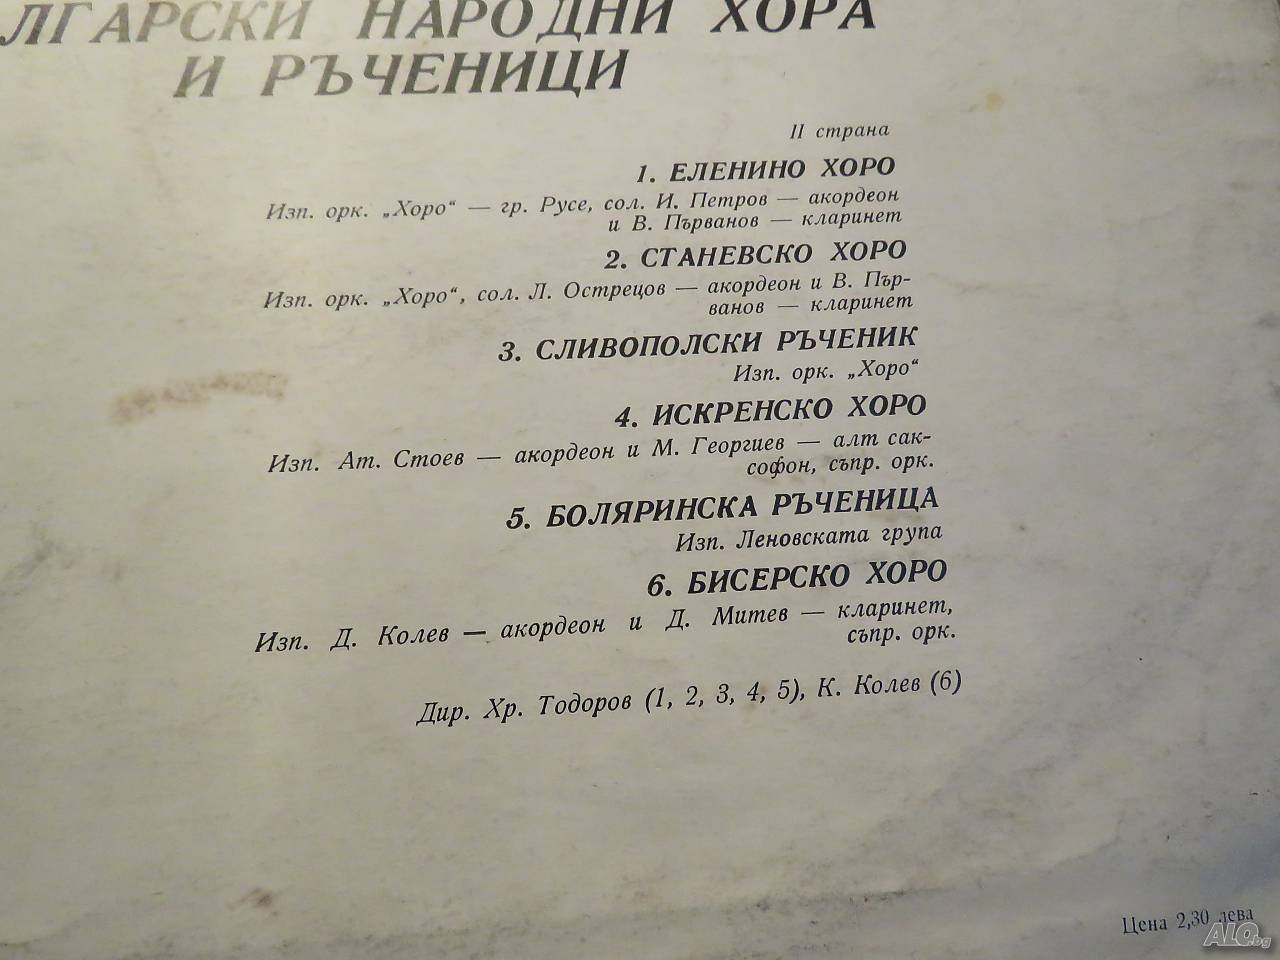 ЛГАРСКИ НАРОДНИ ХОРА
И РЪЧЕНИЦИ
II страна
1. ЕЛЕНИНО ХОРО
Изп. орк. „Хоро“ — гр. Русе, сол. И. Петров — акордеон
и В. Първанов — кларинет
2. СТАНЕВСКО ХОРО
Изп. орк. „Хоро“, сол. Л. Острецов — акордеон и В. Пър-
ванов — кларинет
3. СЛИВОПОЛСКИ РЪЧЕНИК
Изп. орк. „Хоро“
4. ИСКРЕНСКО ХОРО
Изп. Ат. Стоев — акордеон и М. Георгиев — алт сак-
софон, съпр. орк.
5. БОЛЯРИНСКА РЪЧЕНИЦА
Изп. Леновската група
6. БИСЕРСКО ХОРО
Изп. Д. Колев — акордеон и Д. Митев — кларинет,
съпр. орк.
Дир. Хр. Тодоров (1, 2, 3, 4, 5), К. Колев (6)
Цена 2,30 лева
ALO.bg